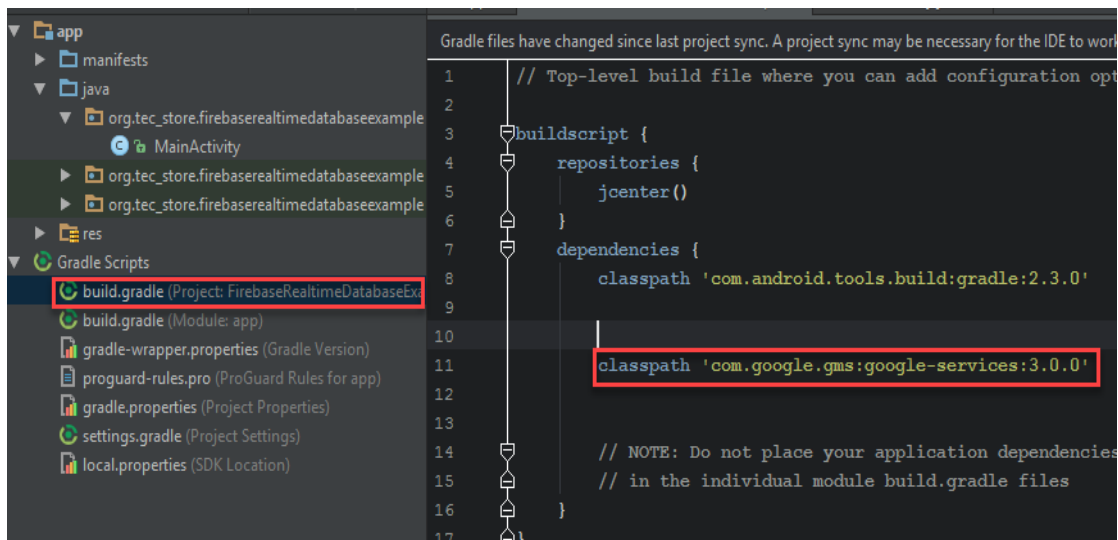 app
manifests
java
org.tec_store.firebaserealtimedatabaseexample
MainActivity
org.tec_store.firebaserealtimedatabaseexample
org.tec_store.firebaserealtimedatabaseexample
res
Gradle Scripts
build.gradle (Project: FirebaseRealtimeDatabaseExa
build.gradle (Module: app)
gradle-wrapper.properties (Gradle Version)
proguard-rules.pro (ProGuard Rules for app)
gradle.properties (Project Properties)
settings.gradle (Project Settings)
local.properties (SDK Location)
Gradle files have changed since last project sync. A project sync may be necessary for the IDE to work
1 // Top-level build file where you can add configuration opt
2
3 buildscript {
4 repositories {
5 jcenter()
6 }
7 dependencies {
8 classpath 'com.android.tools.build:gradle:2.3.0'
9
10
11 classpath 'com.google.gms:google-services:3.0.0'
12
13
14 // NOTE: Do not place your application dependencies
15 // in the individual module build.gradle files
16 }
17 }